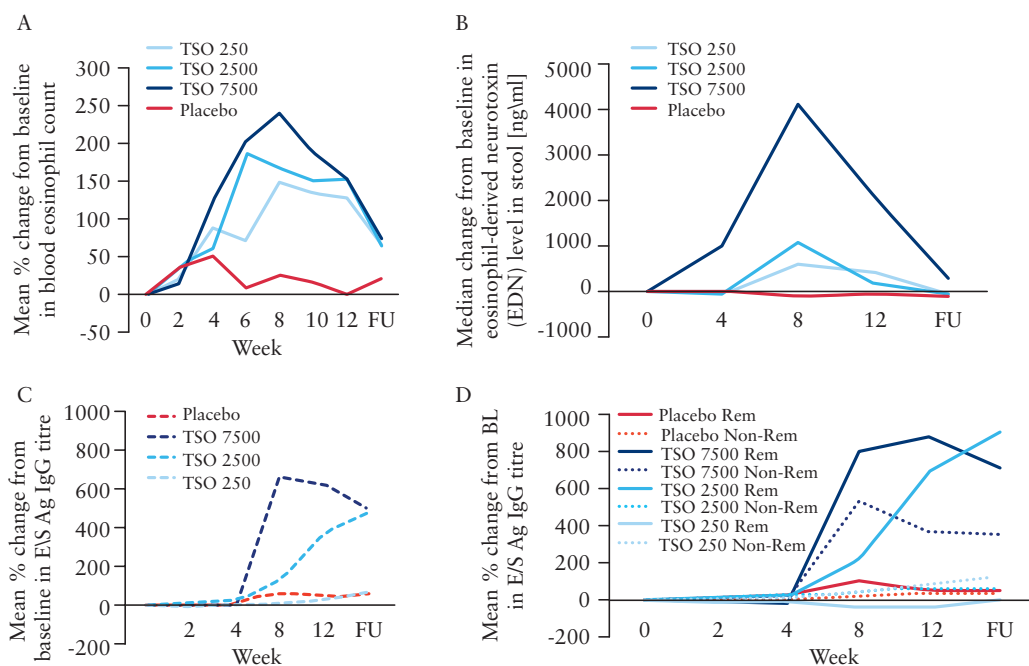 A
TSO 250
TSO 2500
TSO 7500
Placebo
Mean % change fom baseline
in blood eosinophil count
300
250
200
150
100
50
0
-50
0 2 4 6 8 10 12 FU
Week
B
TSO 250
TSO 2500
TSO 7500
Placebo
Median change from baseline in
eosinophil-derived neurotoxin
(EDN) level in stool [ng\ml]
5000
4000
1000
0
-1000
0 4 8 12 FU
C
Placebo
TSO 7500
TSO 2500
TSO 250
Mean % change from
baseline in E\S Ag IgG titre
1000
800
600
400
200
0
-200
2 4 8 12 FU
Week
D
Placebo Rem
Placebo Non-Rem
TSO 7500 Rem
TSO 7500 Non-Rem
TSO 2500 Rem
TSO 2500 Non-Rem
TSO 250 Rem
TSO 250 Non-Rem
Mean % change from BL
in E/S Ag IgG titre
1000
800
600
400
200
0
-200
0 2 4 8 12 FU
Week